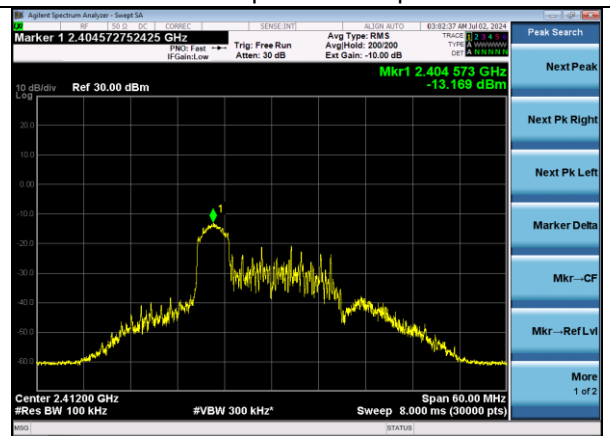 Agilent Spectrum Analyzer - Swept SA
RF 50 Ω DC CORREC SENSE:INT ALIGN AUTO 03:02:37 AM Jul 02, 2024
Marker 1 2.404572752425 GHz
PNO: Fast
IFGain:Low
Trig: Free Run
Atten: 30 dB
Avg Type: RMS
Avg|Hold: 200/200
Ext Gain: -10.00 dB
TRACE 1 2 3 4 5 6
TYPE A WWWWW
DET A NNNNN
Peak Search
Mkr1 2.404 573 GHz
-13.169 dBm
10 dB/div Ref 30.00 dBm
Log
20.0
10.0
0.00
-10.0
-20.0
-30.0
-40.0
-50.0
-60.0
1
Next Peak
Next Pk Right
Next Pk Left
Marker Delta
Mkr→CF
Mkr→Ref Lvl
More
1 of 2
Center 2.41200 GHz Span 60.00 MHz
#Res BW 100 kHz #VBW 300 kHz* Sweep 8.000 ms (30000 pts)
MSG STATUS